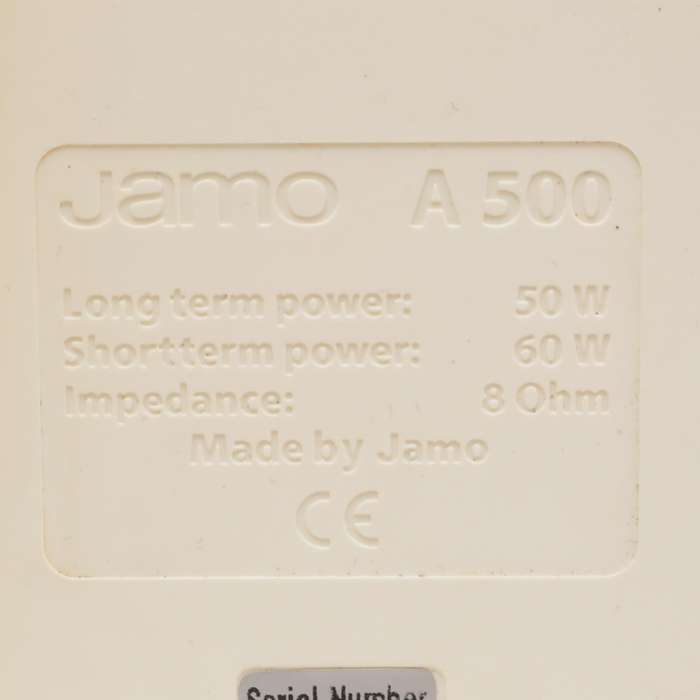 Jamo A 500
Long term power: 50 W
Shortterm power: 60 W
Impedance: 8 Ohm
Made by Jamo
CE
Serial Number